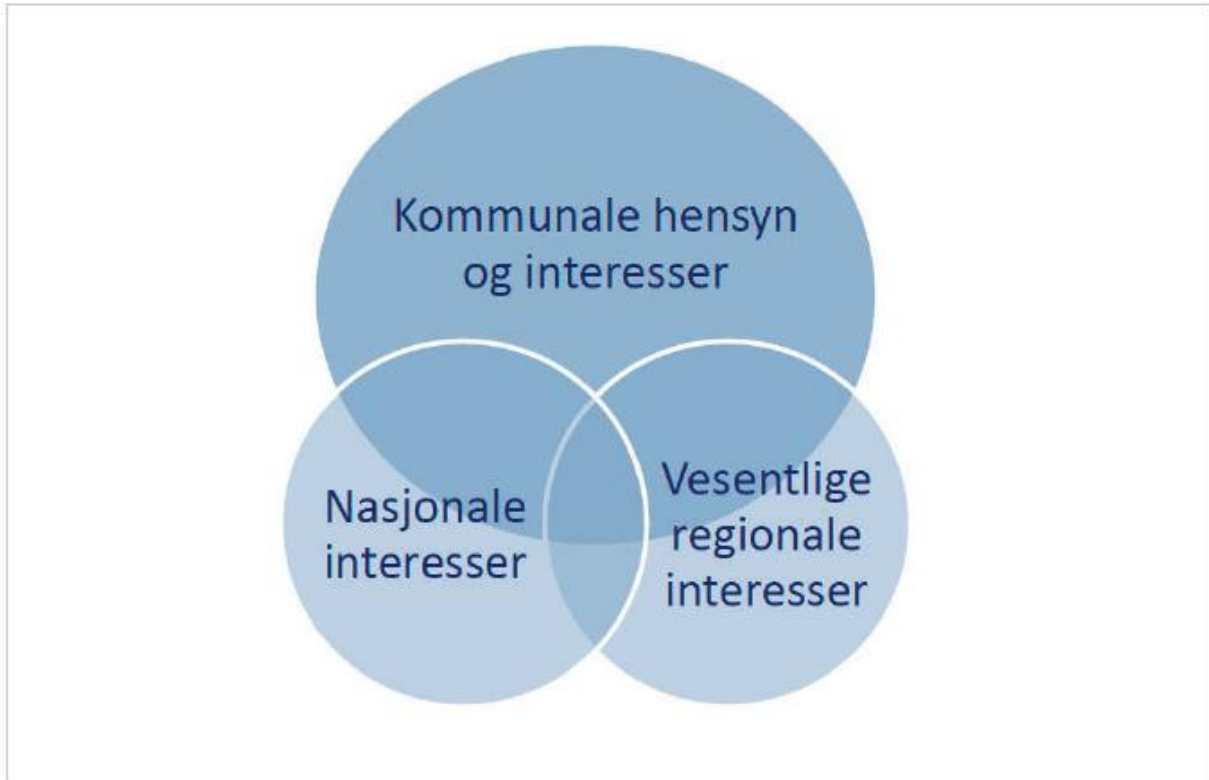 Kommunale hensyn
og interesser
Nasjonale
interesser
Vesentlige
regionale
interesser